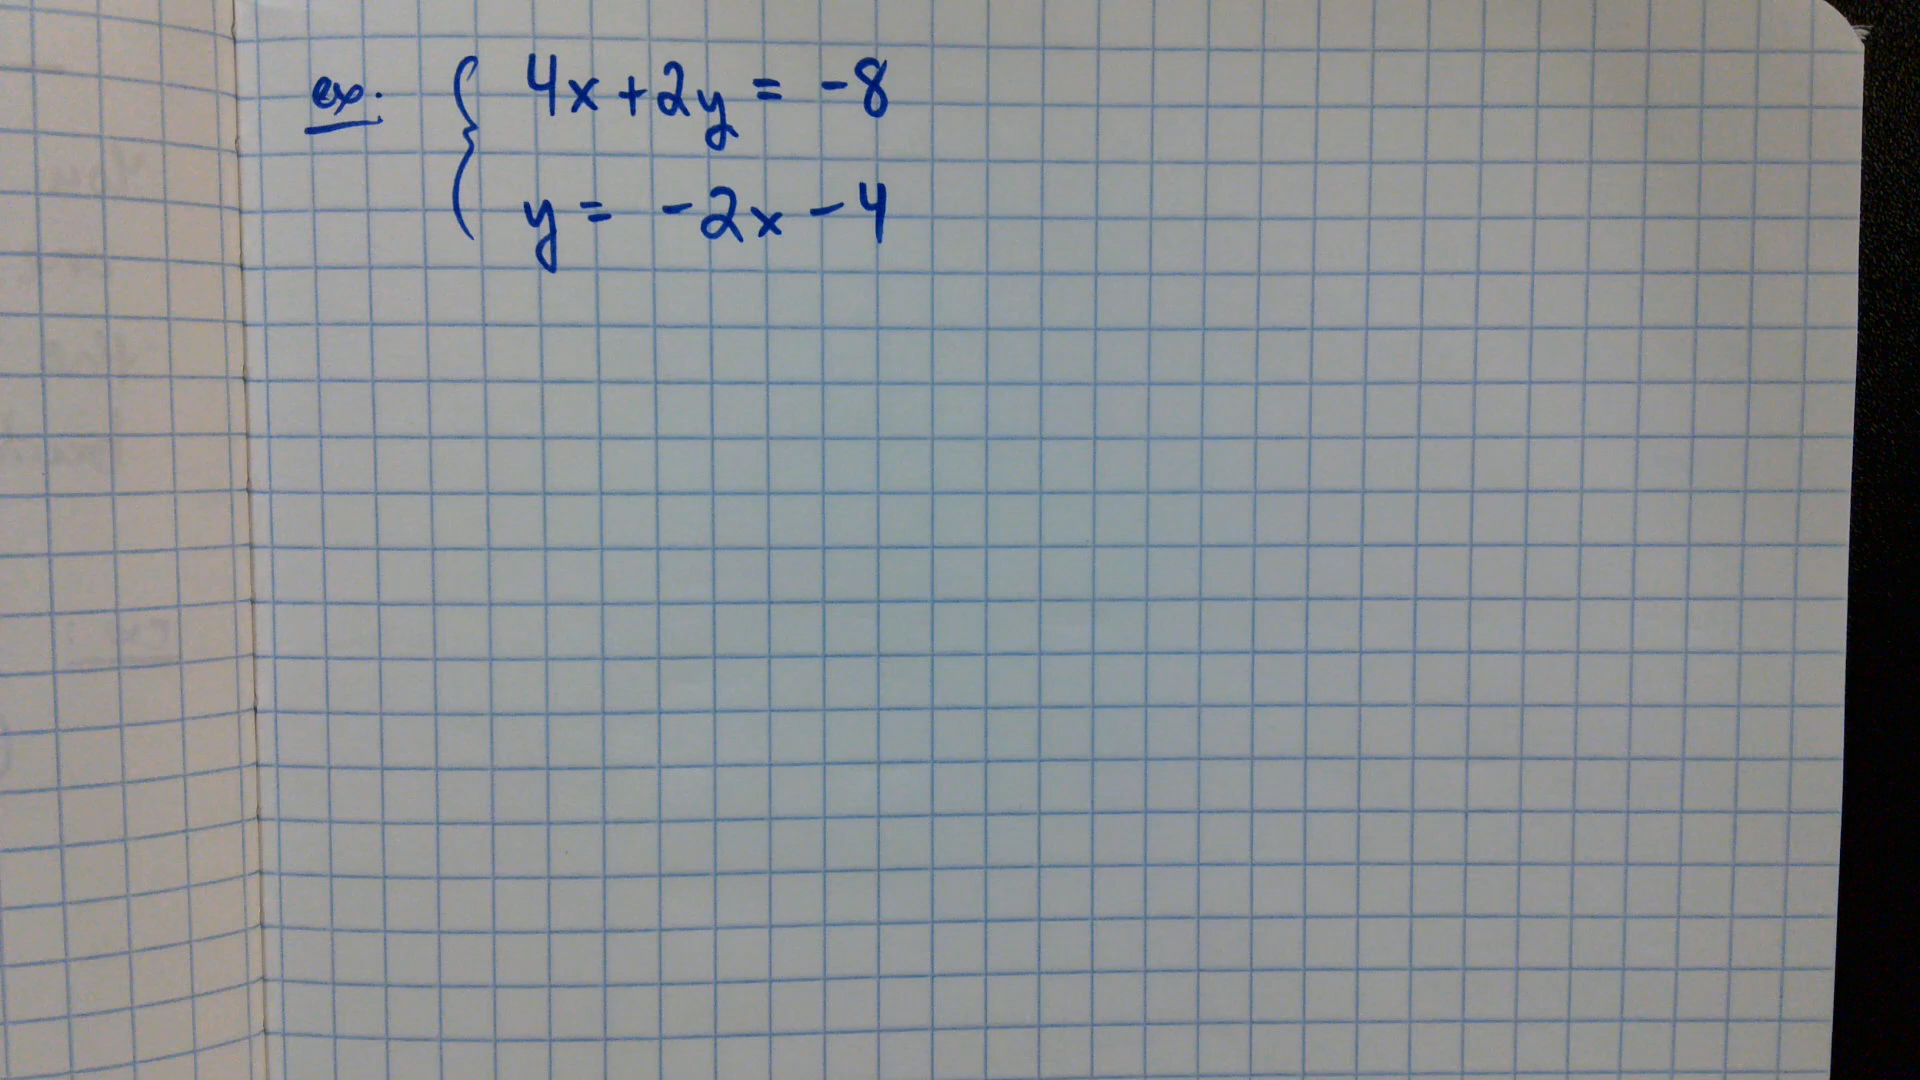 ex. { 4x + 2y = -8
y = -2x - 4